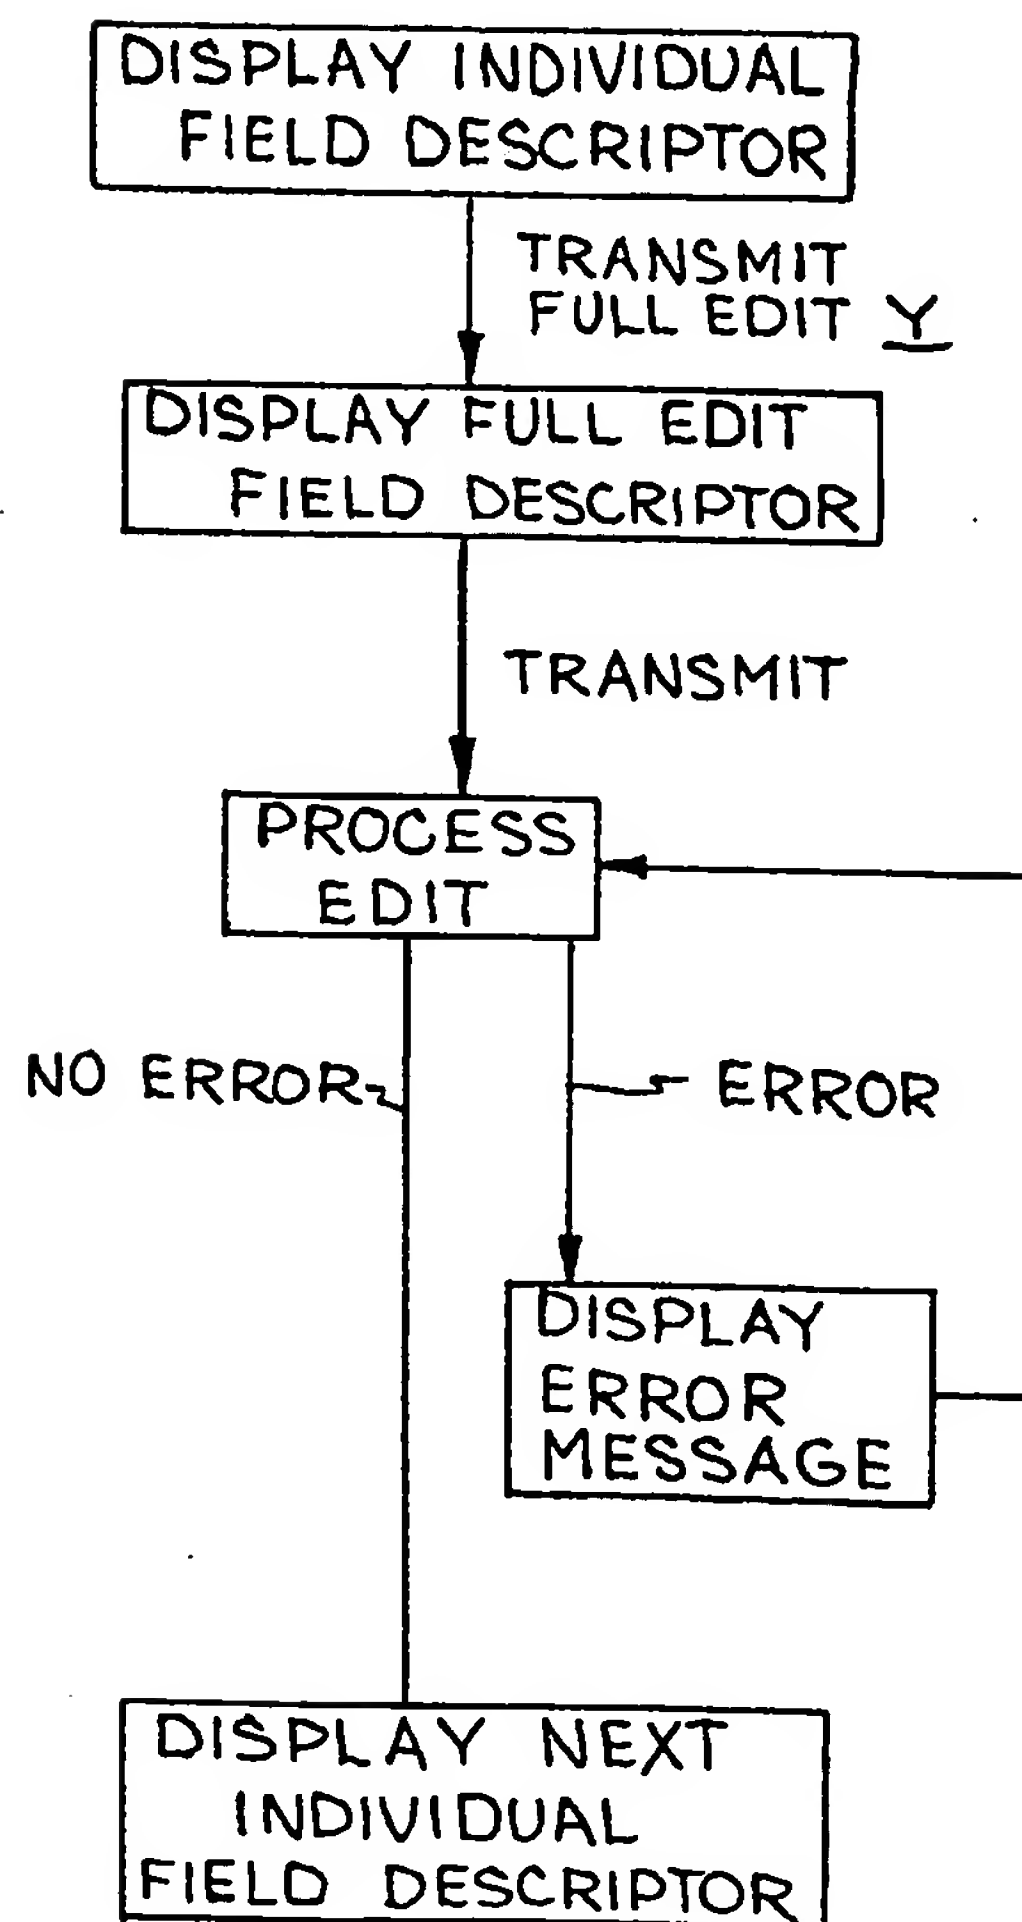 DISPLAY INDIVIDUAL
FIELD DESCRIPTOR
TRANSMIT
FULL EDIT Y
DISPLAY FULL EDIT
FIELD DESCRIPTOR
TRANSMIT
PROCESS
EDIT
NO ERROR
ERROR
DISPLAY
ERROR
MESSAGE
DISPLAY NEXT
INDIVIDUAL
FIELD DESCRIPTOR